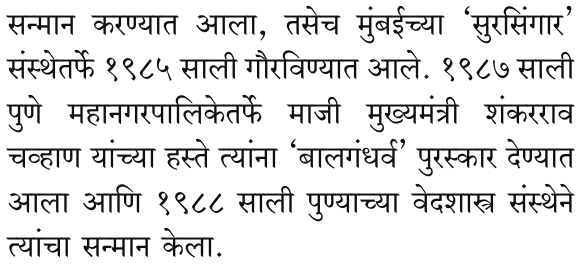 सन्मान करण्यात आला, तसेच मुंबईच्या ‘सुरसिंगार’
संस्थेतर्फे १९८५ साली गौरविण्यात आले. १९८७ साली
पुणे महानगरपालिकेतर्फे माजी मुख्यमंत्री शंकरराव
चव्हाण यांच्या हस्ते त्यांना ‘बालगंधर्व’ पुरस्कार देण्यात
आला आणि १९८८ साली पुण्याच्या वेदशास्त्र संस्थेने
त्यांचा सन्मान केला.